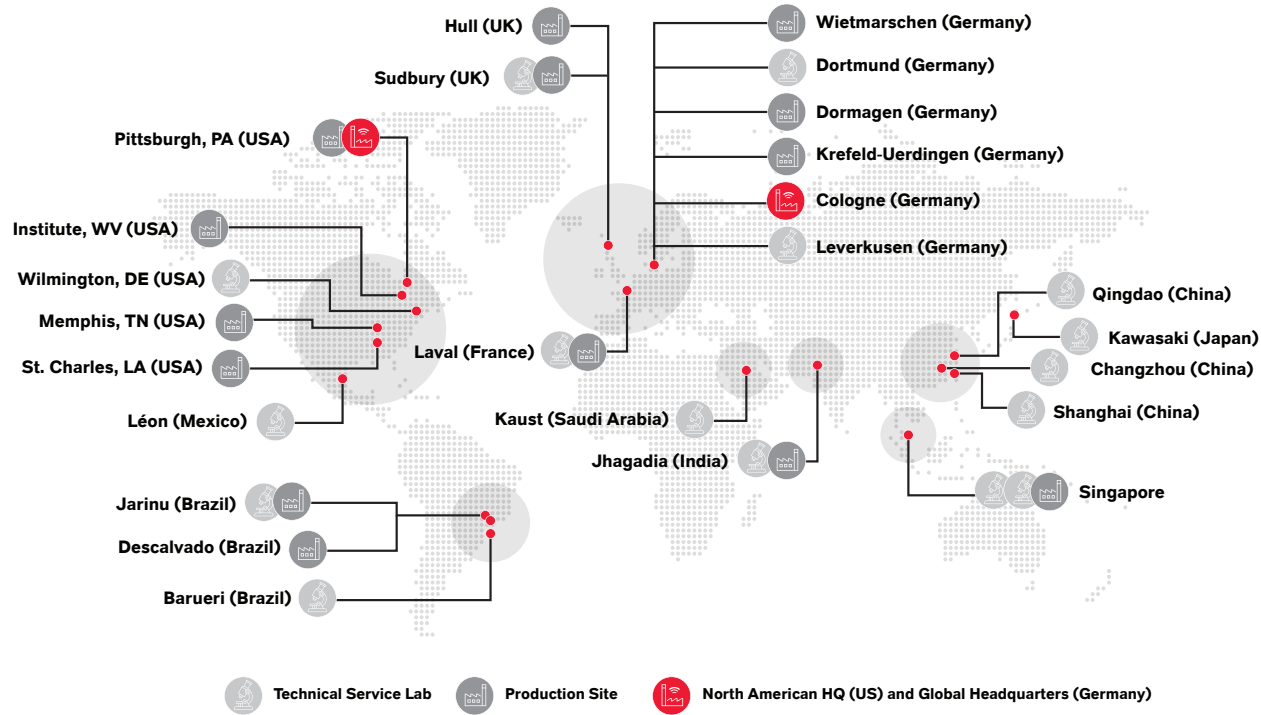 Hull (UK)
Sudbury (UK)
Pittsburgh, PA (USA)
Institute, WV (USA)
Wilmington, DE (USA)
Memphis, TN (USA)
St. Charles, LA (USA)
Léon (Mexico)
Jarinu (Brazil)
Descalvado (Brazil)
Barueri (Brazil)
Wietmarschen (Germany)
Dortmund (Germany)
Dormagen (Germany)
Krefeld-Uerdingen (Germany)
Cologne (Germany)
Leverkusen (Germany)
Laval (France)
Kaust (Saudi Arabia)
Jhagadia (India)
Qingdao (China)
Kawasaki (Japan)
Changzhou (China)
Shanghai (China)
Singapore
Technical Service Lab
Production Site
North American HQ (US) and Global Headquarters (Germany)